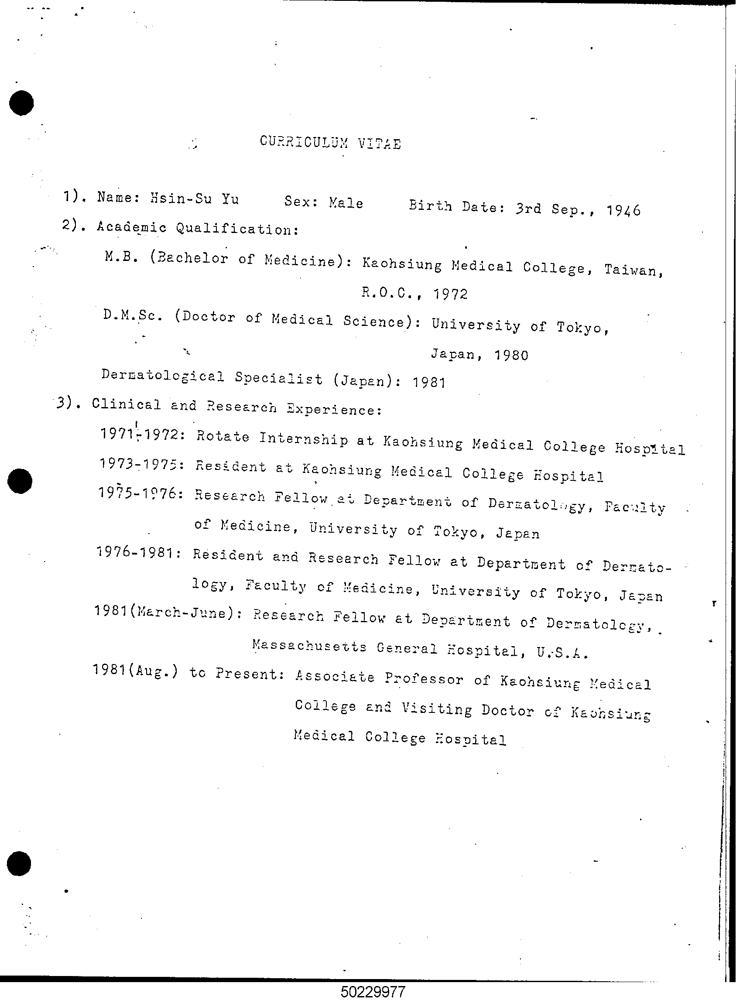 CURRICULUM VITAE
1). Name: Hsin-Su Yu Sex: Male Birth Date: 3rd Sep., 1946
2). Academic Qualification:
M.B. (Bachelor of Medicine): Kaohsiung Medical College, Taiwan,
R.O.C., 1972
D.M.Sc. (Doctor of Medical Science): University of Tokyo,
Japan, 1980
Dermatological Specialist (Japan): 1981
3). Clinical and Research Experience:
1971-1972: Rotate Internship at Kaohsiung Medical College Hospital
1973-1975: Resident at Kaohsiung Medical College Hospital
1975-1976: Research Fellow at Department of Dermatology, Faculty
of Medicine, University of Tokyo, Japan
1976-1981: Resident and Research Fellow at Department of Dermato-
logy, Faculty of Medicine, University of Tokyo, Japan
1981(March-June): Research Fellow at Department of Dermatology,
Massachusetts General Hospital, U.S.A.
1981(Aug.) to Present: Associate Professor of Kaohsiung Medical
College and Visiting Doctor of Kaohsiung
Medical College Hospital
50229977